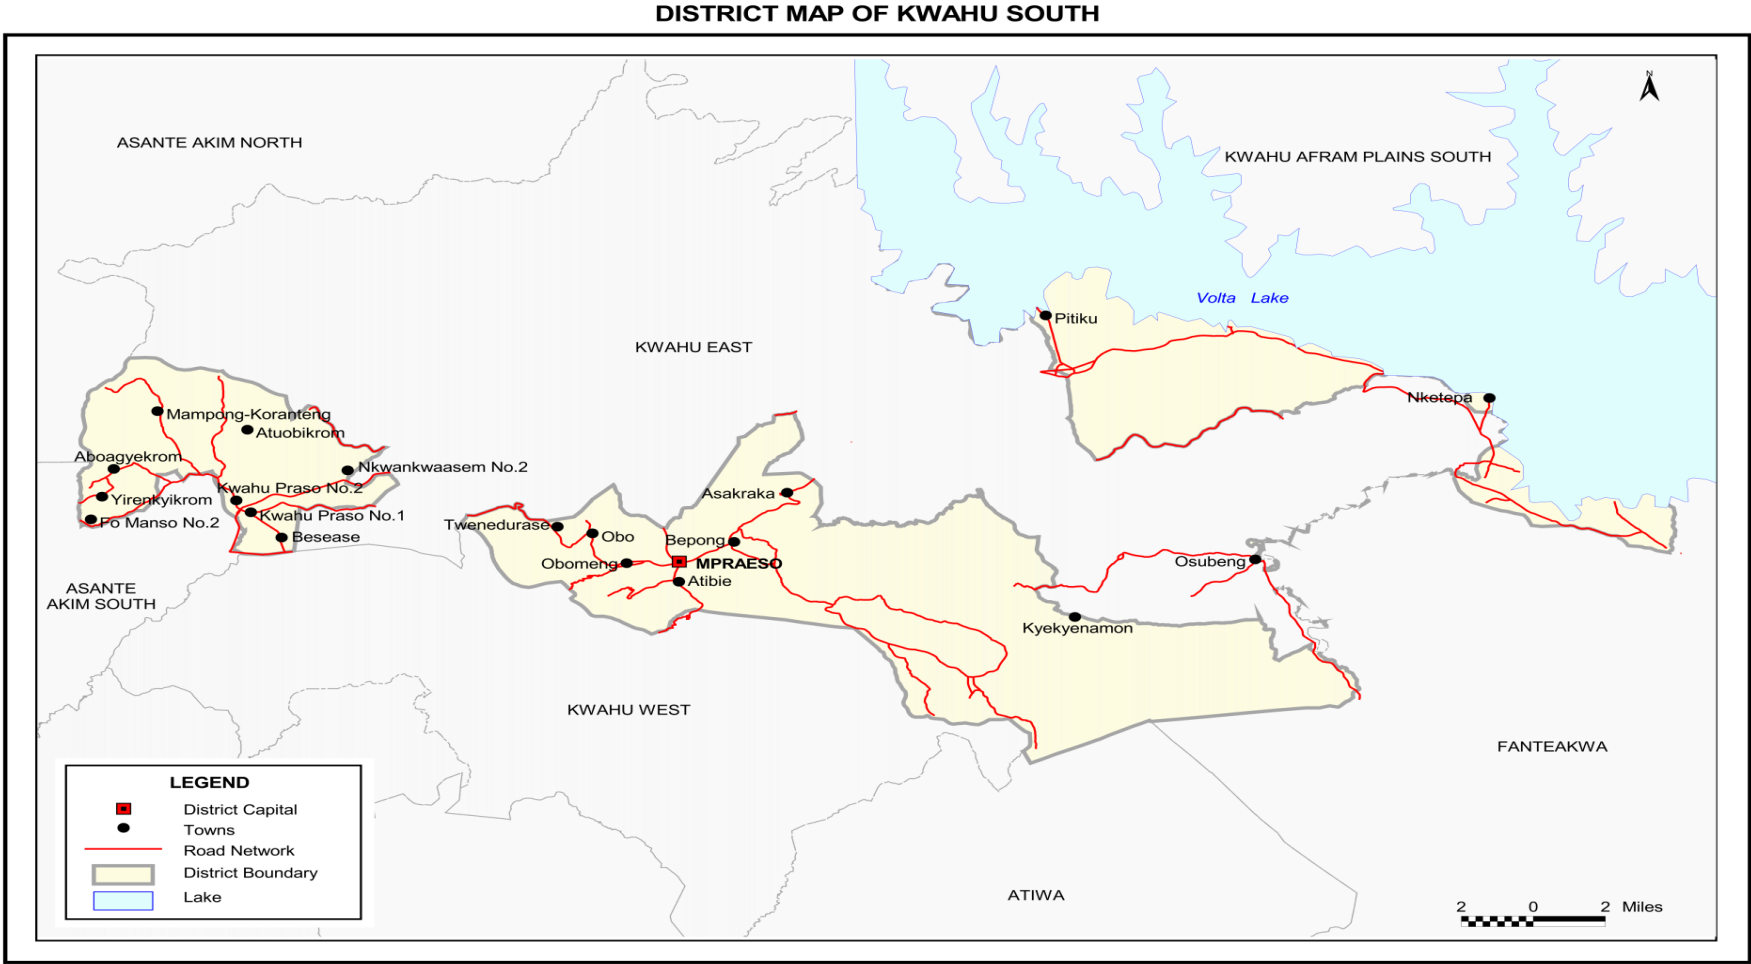 DISTRICT MAP OF KWAHU SOUTH
N
ASANTE AKIM NORTH
KWAHU AFRAM PLAINS SOUTH
Volta Lake
Pitiku
KWAHU EAST
Nketepa
Mampong-Koranteng
Atuobikrom
Aboagyekrom
Nkwankwaasem No.2
Kwahu Praso No.2
Yirenkyikrom
Asakraka
Fo Manso No.2
Kwahu Praso No.1
Besease
Twenedurase
Obo
Bepong
Obomeng
MPRAESO
Osubeng
Atibie
ASANTE
AKIM SOUTH
Kyekyenamon
KWAHU WEST
FANTEAKWA
LEGEND
District Capital
Towns
Road Network
District Boundary
Lake
ATIWA
2 0 2 Miles